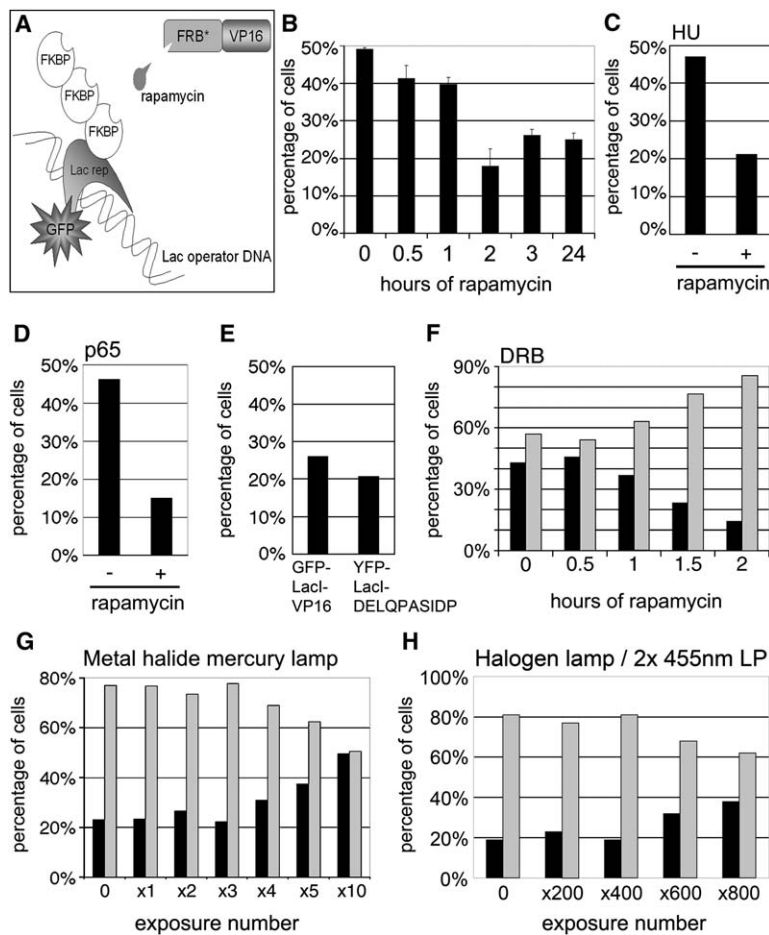 A
FRB* VP16
FKBP
FKBP
FKBP
rapamycin
Lac rep
GFP
Lac operator DNA
B
percentage of cells
50%
40%
30%
20%
10%
0%
0 0.5 1 2 3 24
hours of rapamycin
C
HU
percentage of cells
50%
40%
30%
20%
10%
0%
- +
rapamycin
D
p65
percentage of cells
50%
40%
30%
20%
10%
0%
- +
rapamycin
E
percentage of cells
50%
40%
30%
20%
10%
0%
GFP- YFP-
LacI- LacI-
VP16 DELQPASIDP
F
DRB
percentage of cells
90%
60%
30%
0%
0 0.5 1 1.5 2
hours of rapamycin
G
Metal halide mercury lamp
percentage of cells
80%
60%
40%
20%
0%
0 x1 x2 x3 x4 x5 x10
exposure number
H
Halogen lamp / 2x 455nm LP
percentage of cells
100%
80%
60%
40%
20%
0%
0 x200 x400 x600 x800
exposure number